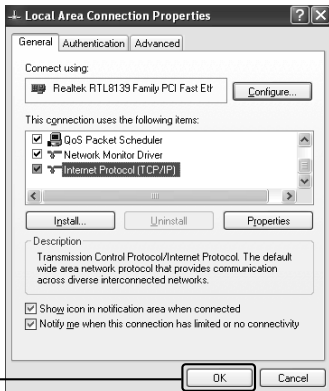 Local Area Connection Properties
General Authentication Advanced
Connect using:
Realtek RTL8139 Family PCI Fast Eth Configure...
This connection uses the following items:
QoS Packet Scheduler
Network Monitor Driver
Internet Protocol (TCP/IP)
Install... Uninstall Properties
Description
Transmission Control Protocol/Internet Protocol. The default
wide area network protocol that provides communication
across diverse interconnected networks.
Show icon in notification area when connected
Notify me when this connection has limited or no connectivity
OK Cancel